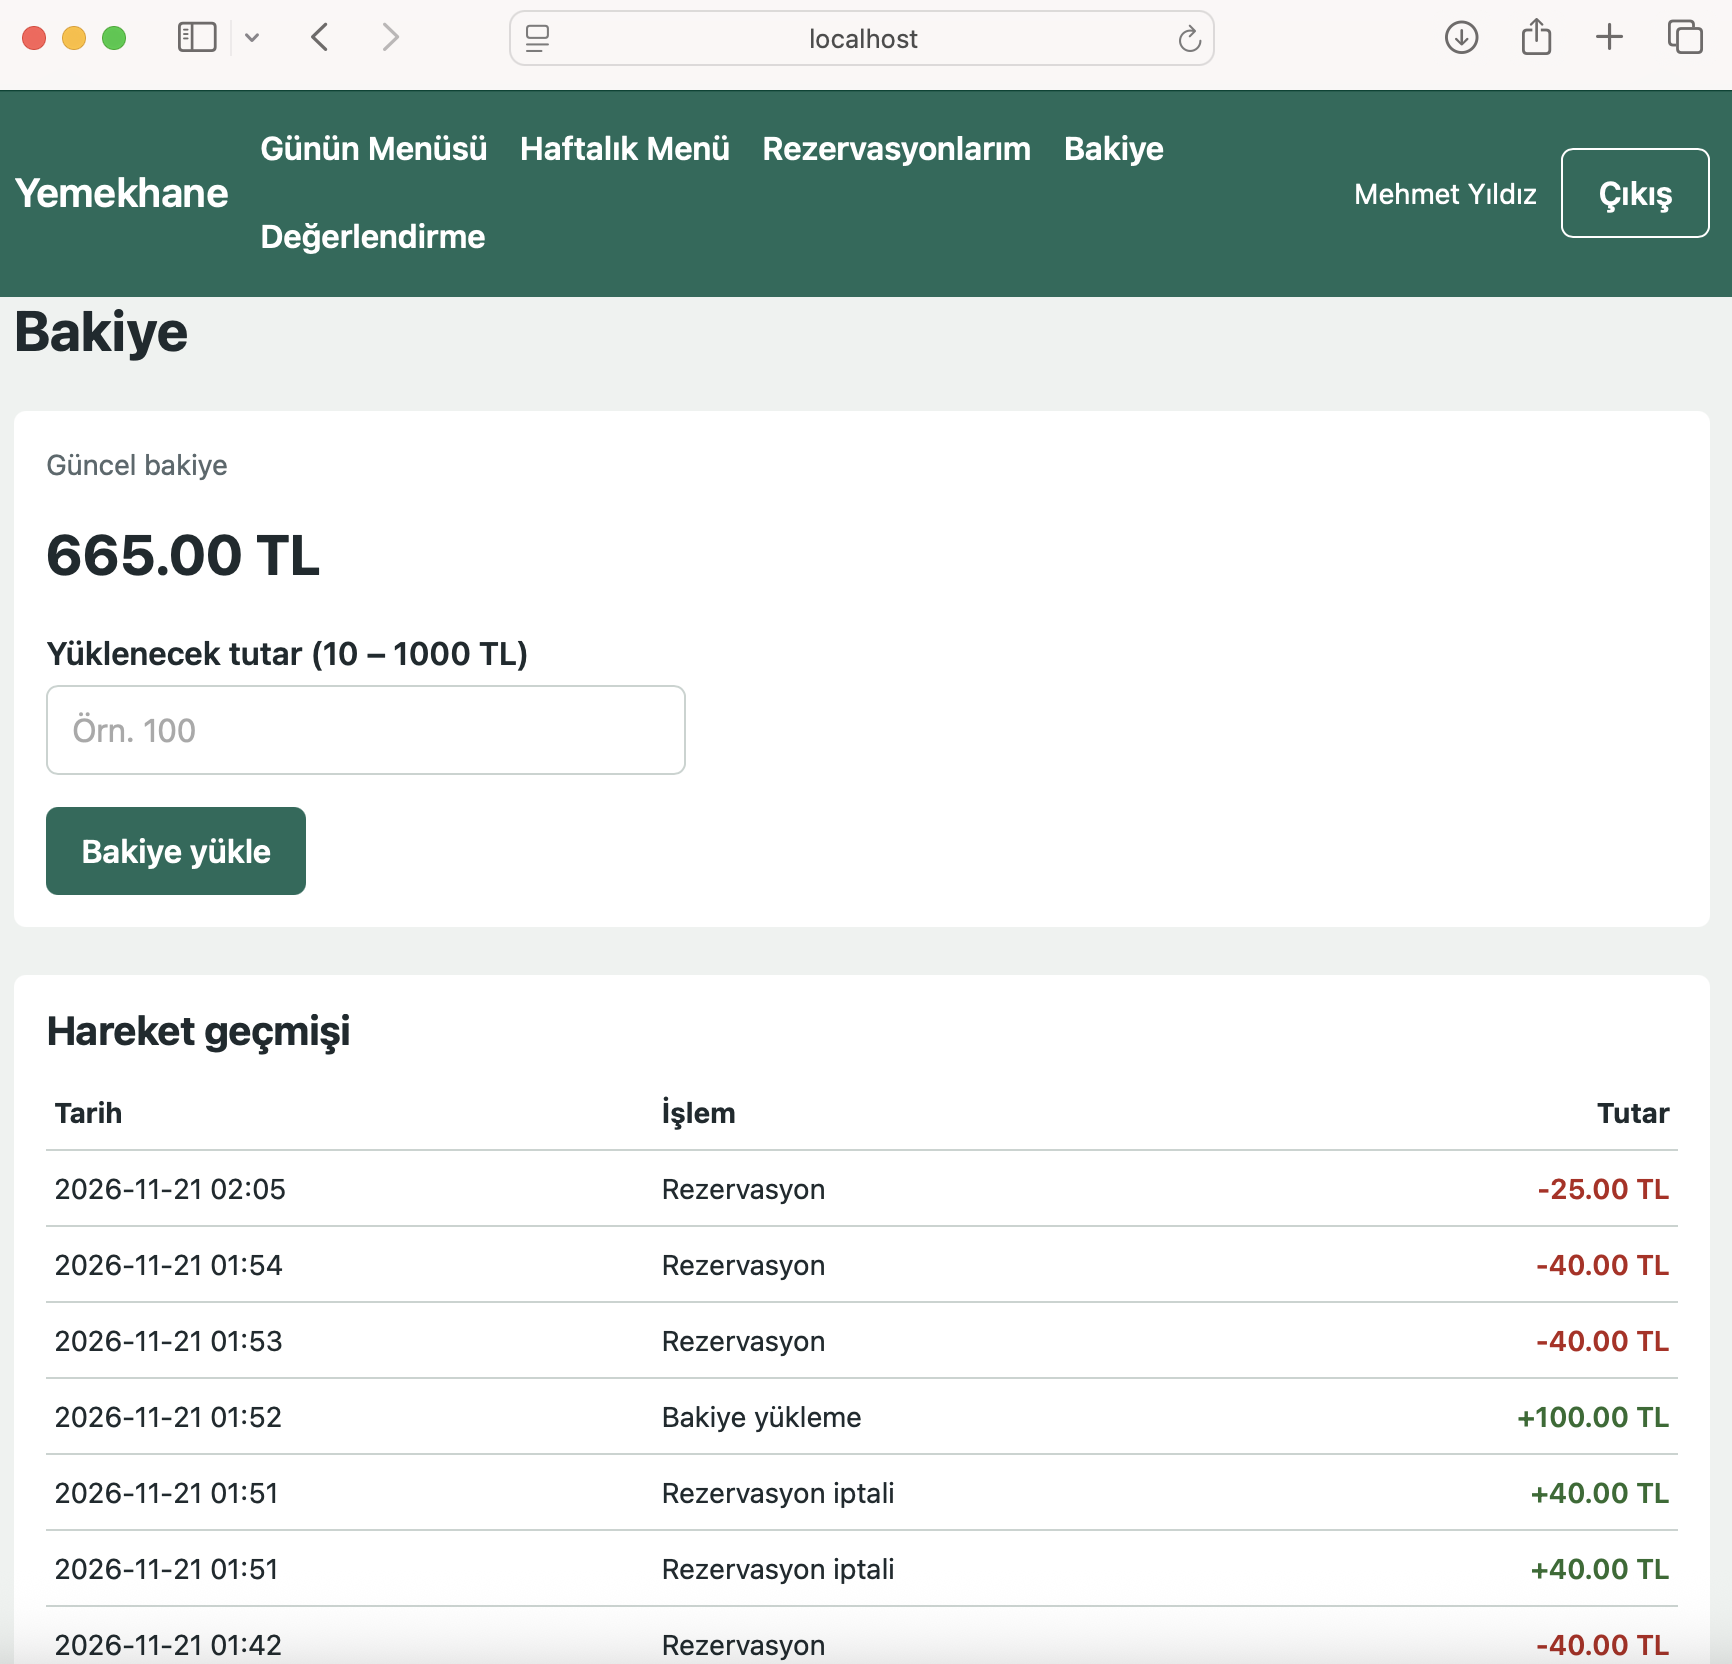 localhost
Yemekhane
Günün Menüsü Haftalık Menü Rezervasyonlarım Bakiye
Değerlendirme
Mehmet Yıldız
Çıkış
Bakiye
Güncel bakiye
665.00 TL
Yüklenecek tutar (10 – 1000 TL)
Örn. 100
Bakiye yükle
Hareket geçmişi
Tarih İşlem Tutar
2026-11-21 02:05 Rezervasyon -25.00 TL
2026-11-21 01:54 Rezervasyon -40.00 TL
2026-11-21 01:53 Rezervasyon -40.00 TL
2026-11-21 01:52 Bakiye yükleme +100.00 TL
2026-11-21 01:51 Rezervasyon iptali +40.00 TL
2026-11-21 01:51 Rezervasyon iptali +40.00 TL
2026-11-21 01:42 Rezervasyon -40.00 TL